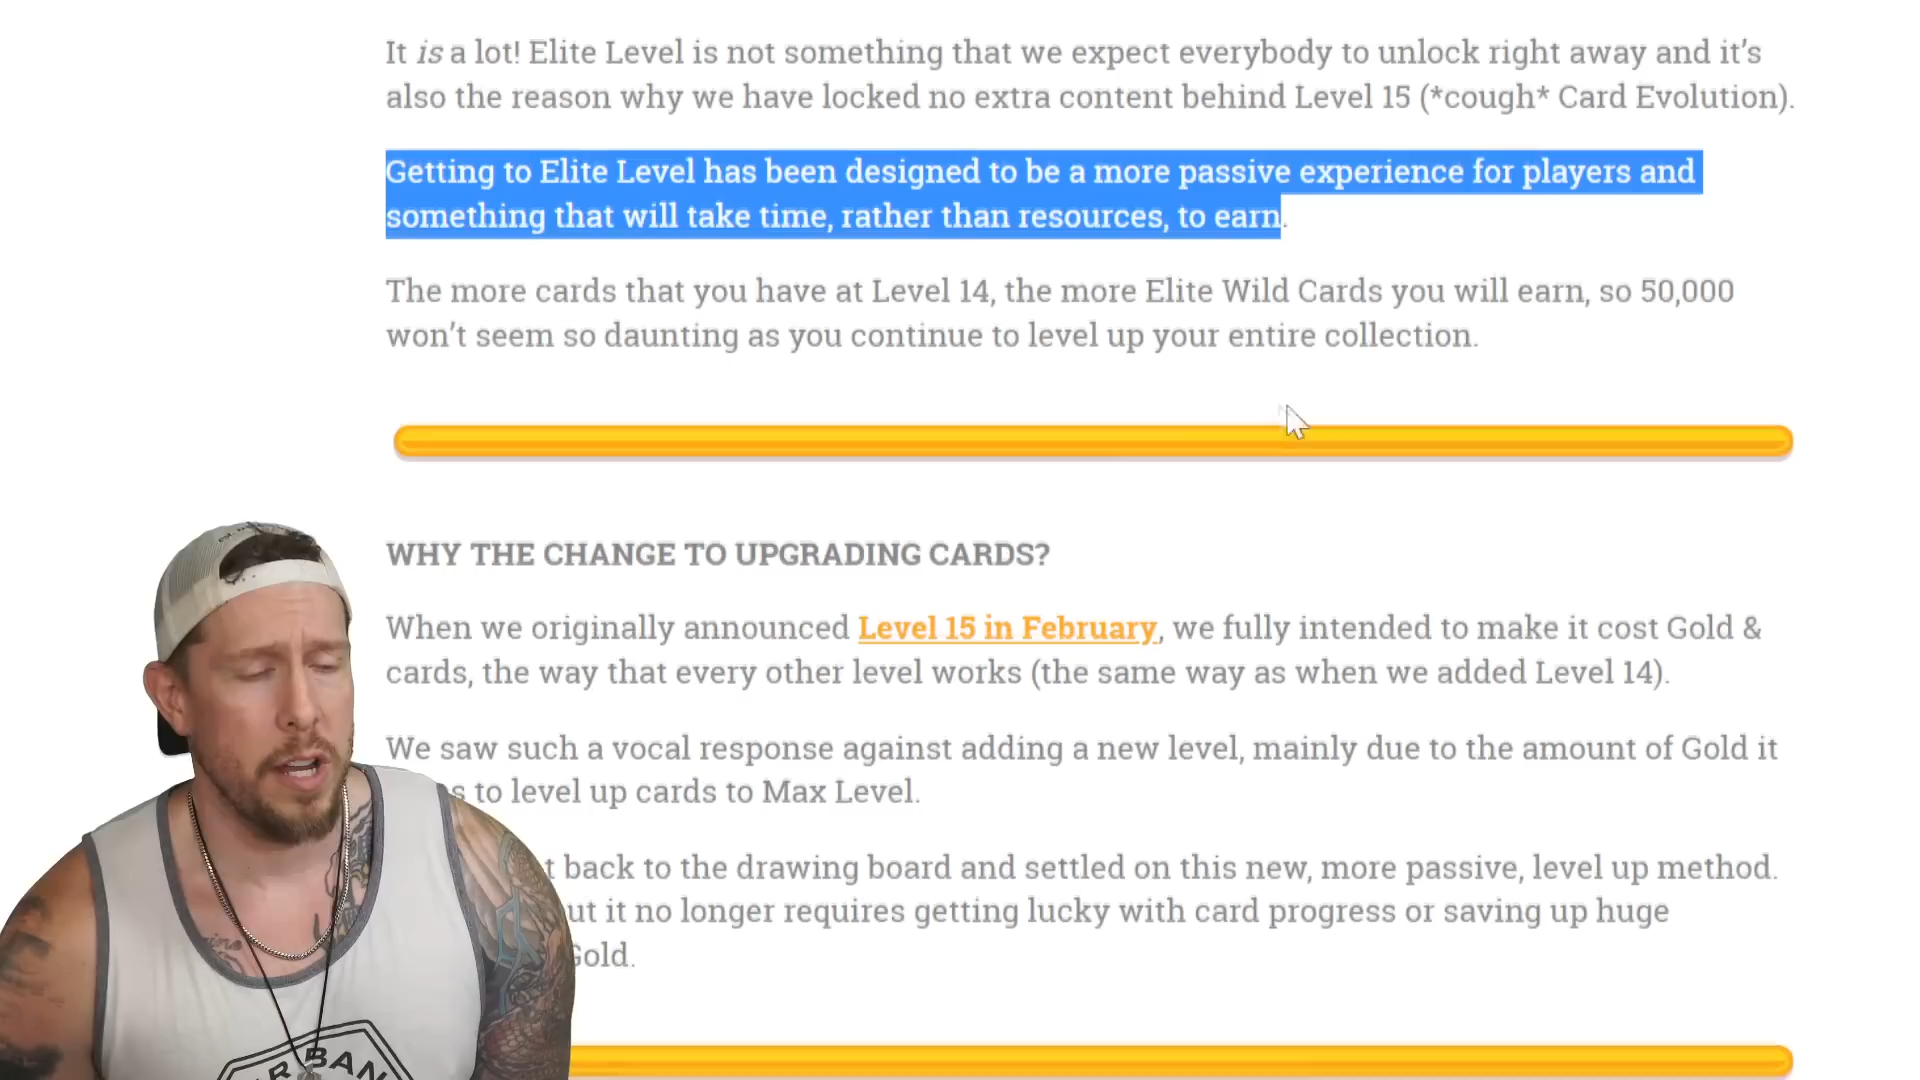 It is a lot! Elite Level is not something that we expect everybody to unlock right away and it’s
also the reason why we have locked no extra content behind Level 15 (*cough* Card Evolution).
Getting to Elite Level has been designed to be a more passive experience for players and
something that will take time, rather than resources, to earn.
The more cards that you have at Level 14, the more Elite Wild Cards you will earn, so 50,000
won’t seem so daunting as you continue to level up your entire collection.
WHY THE CHANGE TO UPGRADING CARDS?
When we originally announced Level 15 in February, we fully intended to make it cost Gold &
cards, the way that every other level works (the same way as when we added Level 14).
We saw such a vocal response against adding a new level, mainly due to the amount of Gold it
to level up cards to Max Level.
back to the drawing board and settled on this new, more passive, level up method.
it no longer requires getting lucky with card progress or saving up huge
Gold.
BAN